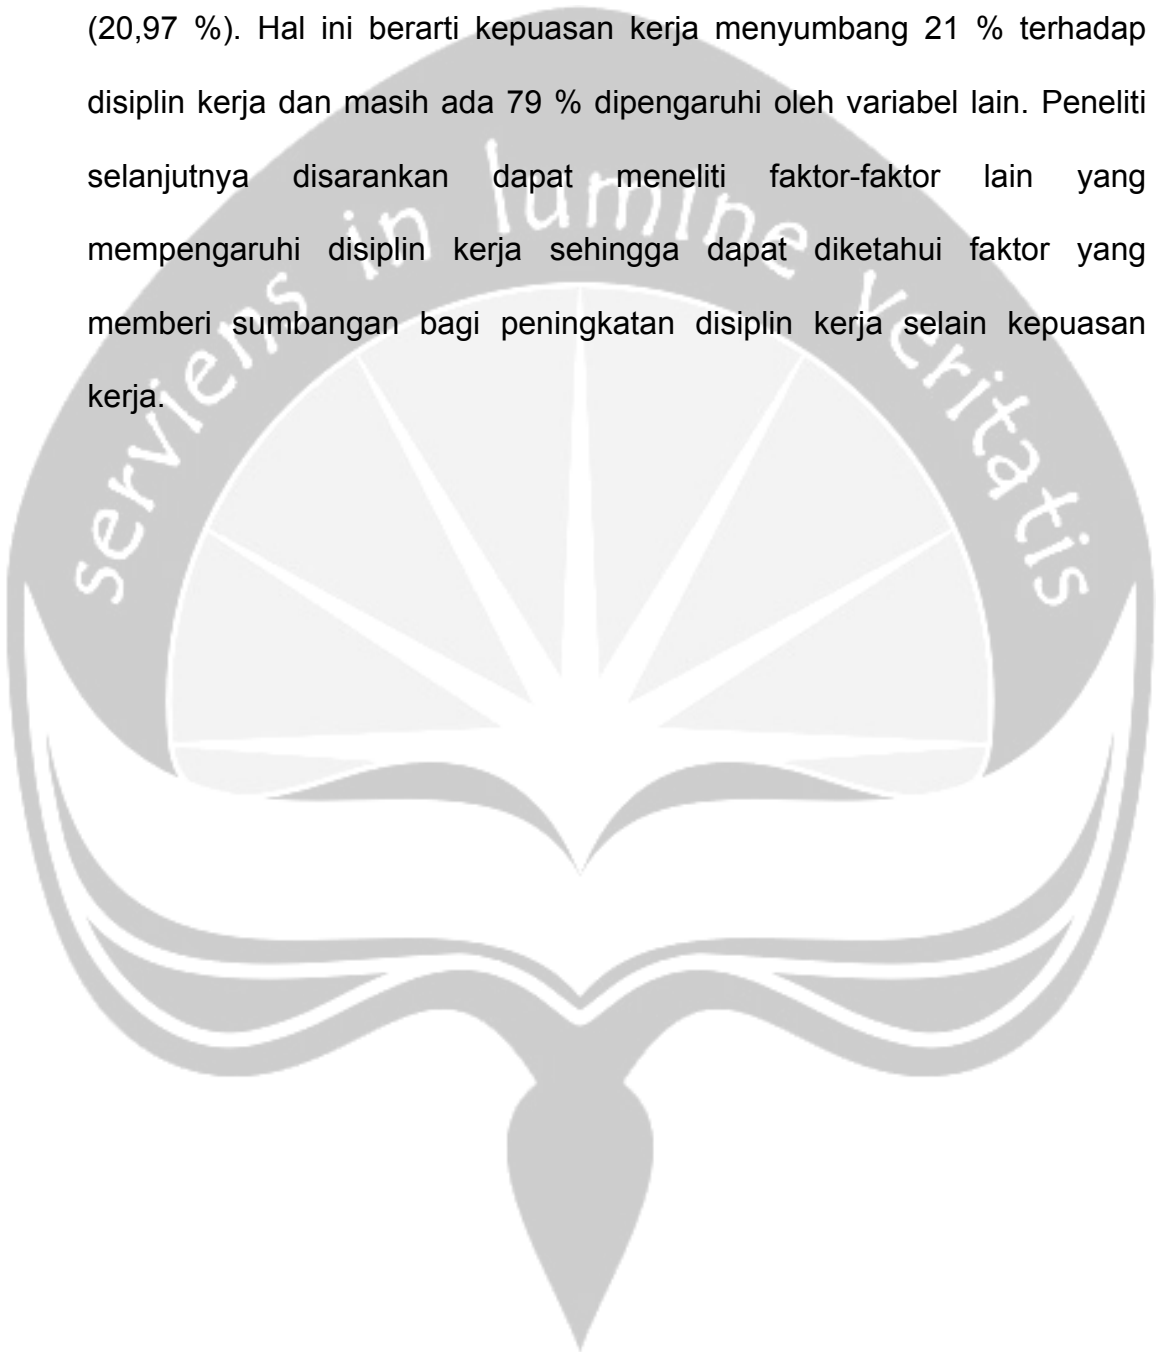 (20,97 %). Hal ini berarti kepuasan kerja menyumbang 21 % terhadap
disiplin kerja dan masih ada 79 % dipengaruhi oleh variabel lain. Peneliti
selanjutnya disarankan dapat meneliti faktor-faktor lain yang
mempengaruhi disiplin kerja sehingga dapat diketahui faktor yang
memberi sumbangan bagi peningkatan disiplin kerja selain kepuasan
kerja.
serviens in lumine veritatis